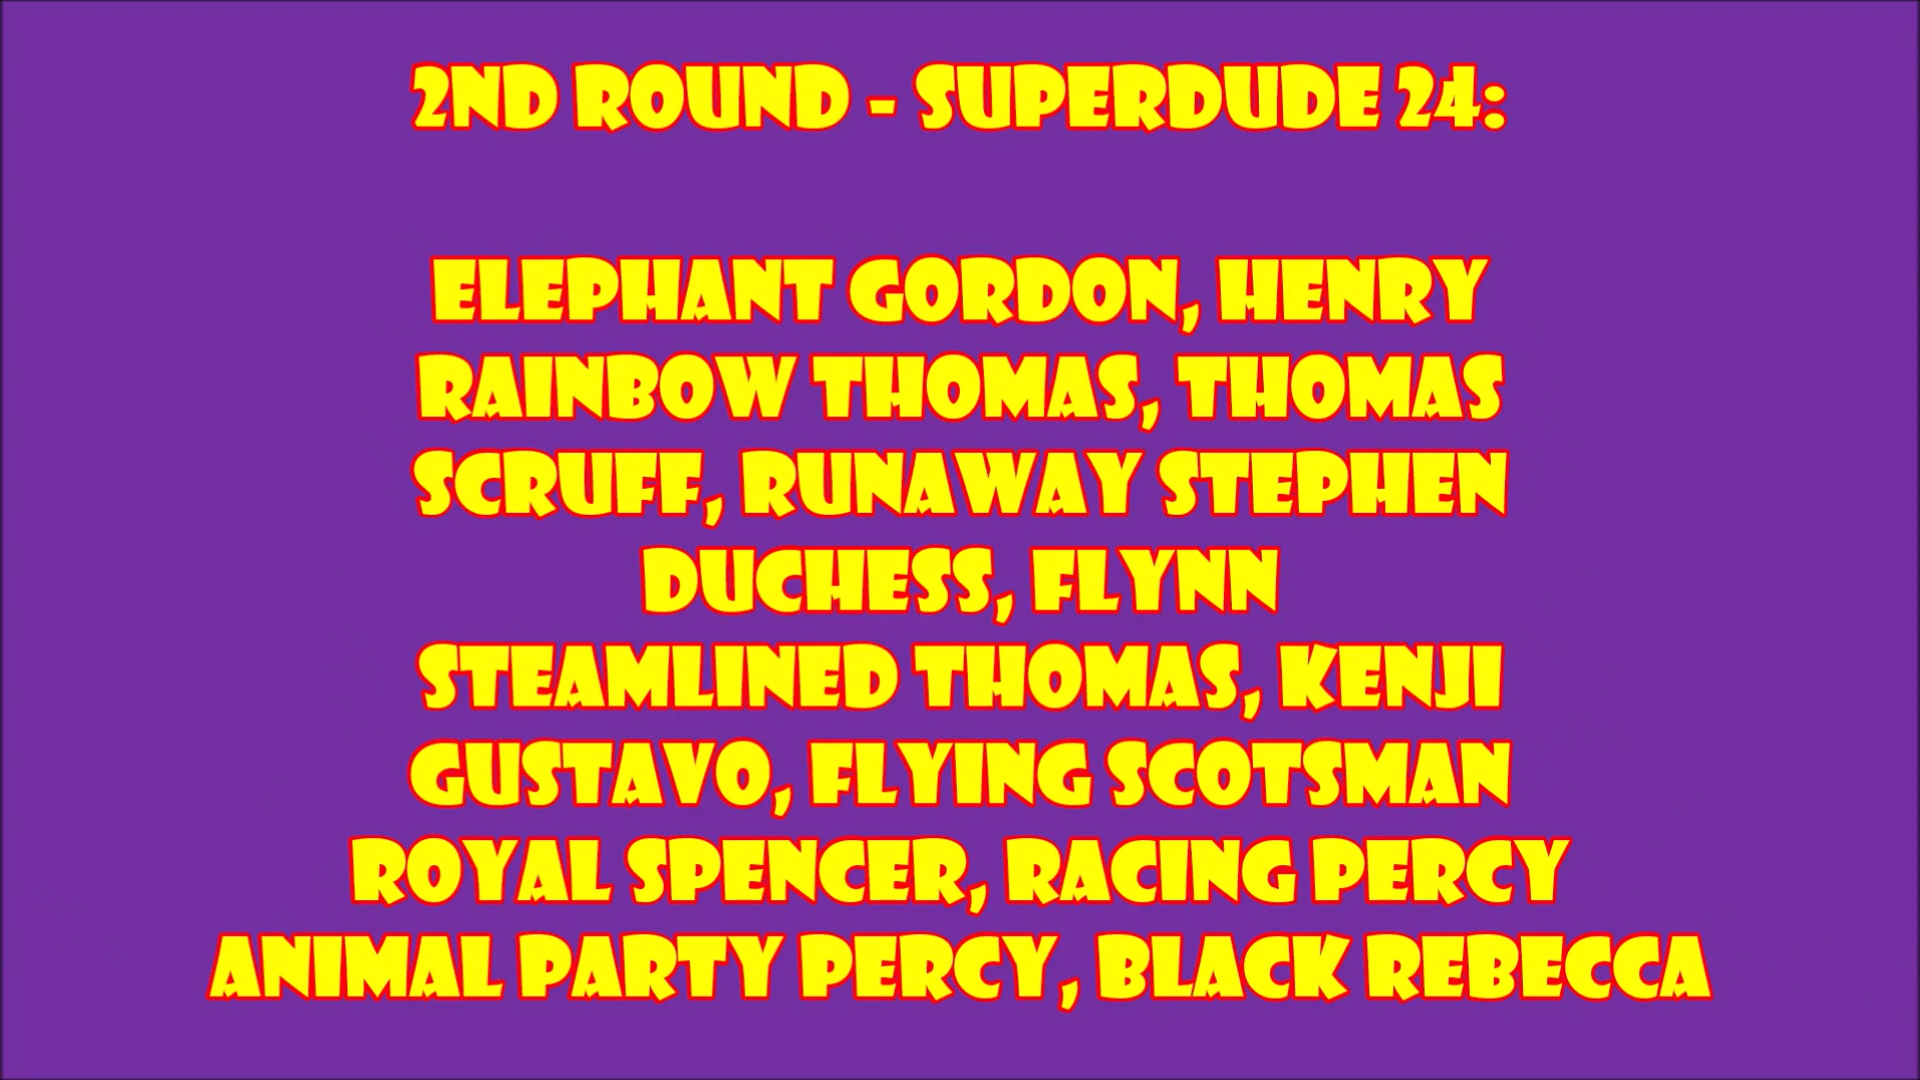 2ND ROUND - SUPERDUDE 24:
ELEPHANT GORDON, HENRY
RAINBOW THOMAS, THOMAS
SCRUFF, RUNAWAY STEPHEN
DUCHESS, FLYNN
STEAMLINED THOMAS, KENJI
GUSTAVO, FLYING SCOTSMAN
ROYAL SPENCER, RACING PERCY
ANIMAL PARTY PERCY, BLACK REBECCA